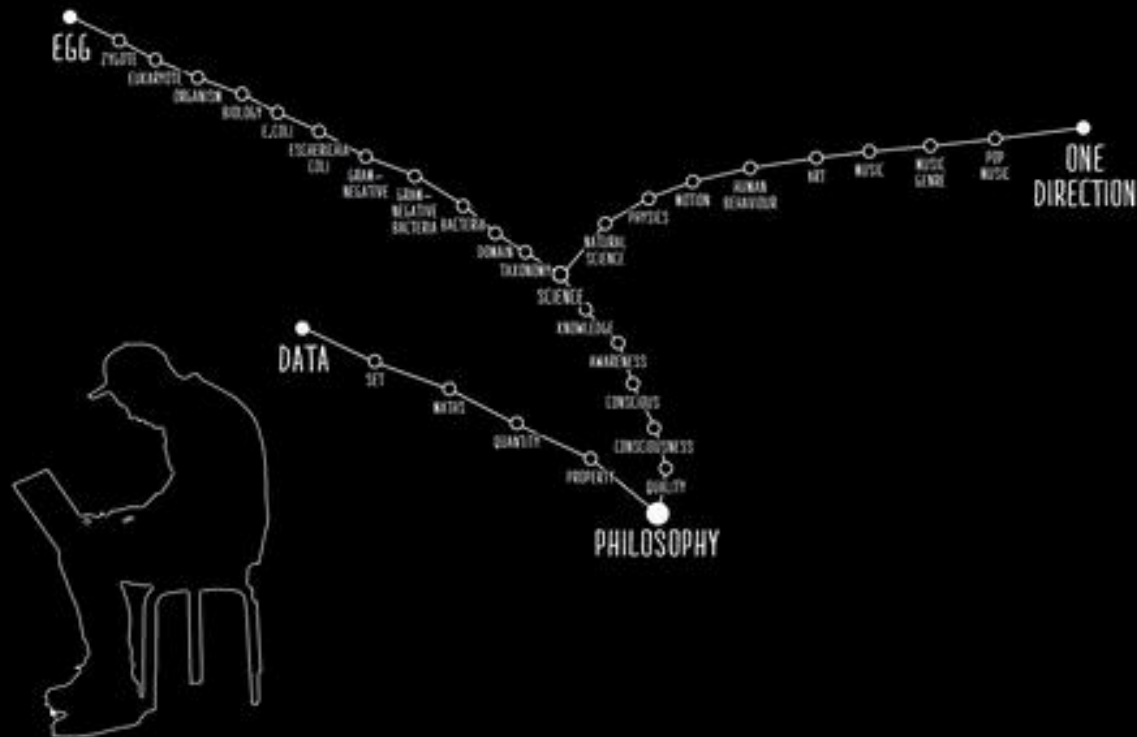 EGG
ZYGOTE
EUKARYOTE
ORGANISM
BIOLOGY
E.COLI
ESCHERICHIA
COLI
GRAM-
NEGATIVE
GRAM-
NEGATIVE
BACTERIA
BACTERIA
DOMAIN
TAXONOMY
SCIENCE
NATURAL
SCIENCE
PHYSICS
MOTION
HUMAN
BEHAVIOUR
ART
MUSIC
MUSIC
GENRE
POP
MUSIC
ONE
DIRECTION
KNOWLEDGE
AWARENESS
CONSCIOUS
CONSCIOUSNESS
QUALITY
DATA
SET
MATHS
QUANTITY
PROPERTY
PHILOSOPHY